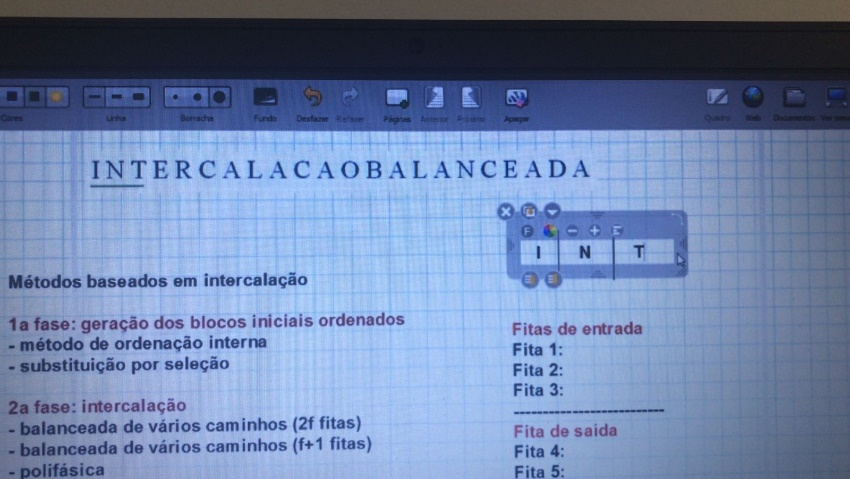 Cores Linha Borracha Fundo Desfazer Refazer Páginas Anterior Próximo Apagar Quadro Web Documentos
INTERCALACAOBALANCEADA
F
I N T
Métodos baseados em intercalação
1a fase: geração dos blocos iniciais ordenados
- método de ordenação interna
- substituição por seleção
2a fase: intercalação
- balanceada de vários caminhos (2f fitas)
- balanceada de vários caminhos (f+1 fitas)
- polifásica
Fitas de entrada
Fita 1:
Fita 2:
Fita 3:
---------------------------
Fita de saida
Fita 4:
Fita 5: